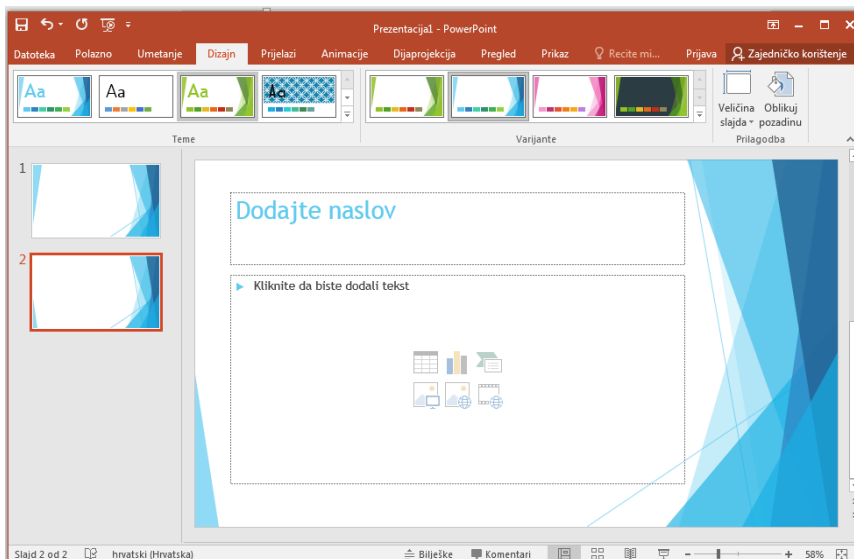 Prezentacija1 - PowerPoint
Datoteka Polazno Umetanje Dizajn Prijelazi Animacije Dijaprojekcija Pregled Prikaz Recite mi... Prijava Zajedničko korištenje
Aa Aa Aa Aa
Veličina slajda
Oblikuj pozadinu
Teme Varijante Prilagodba
1
2
Dodajte naslov
Kliknite da biste dodali tekst
Slajd 2 od 2 hrvatski (Hrvatska) Bilješke Komentari 58%